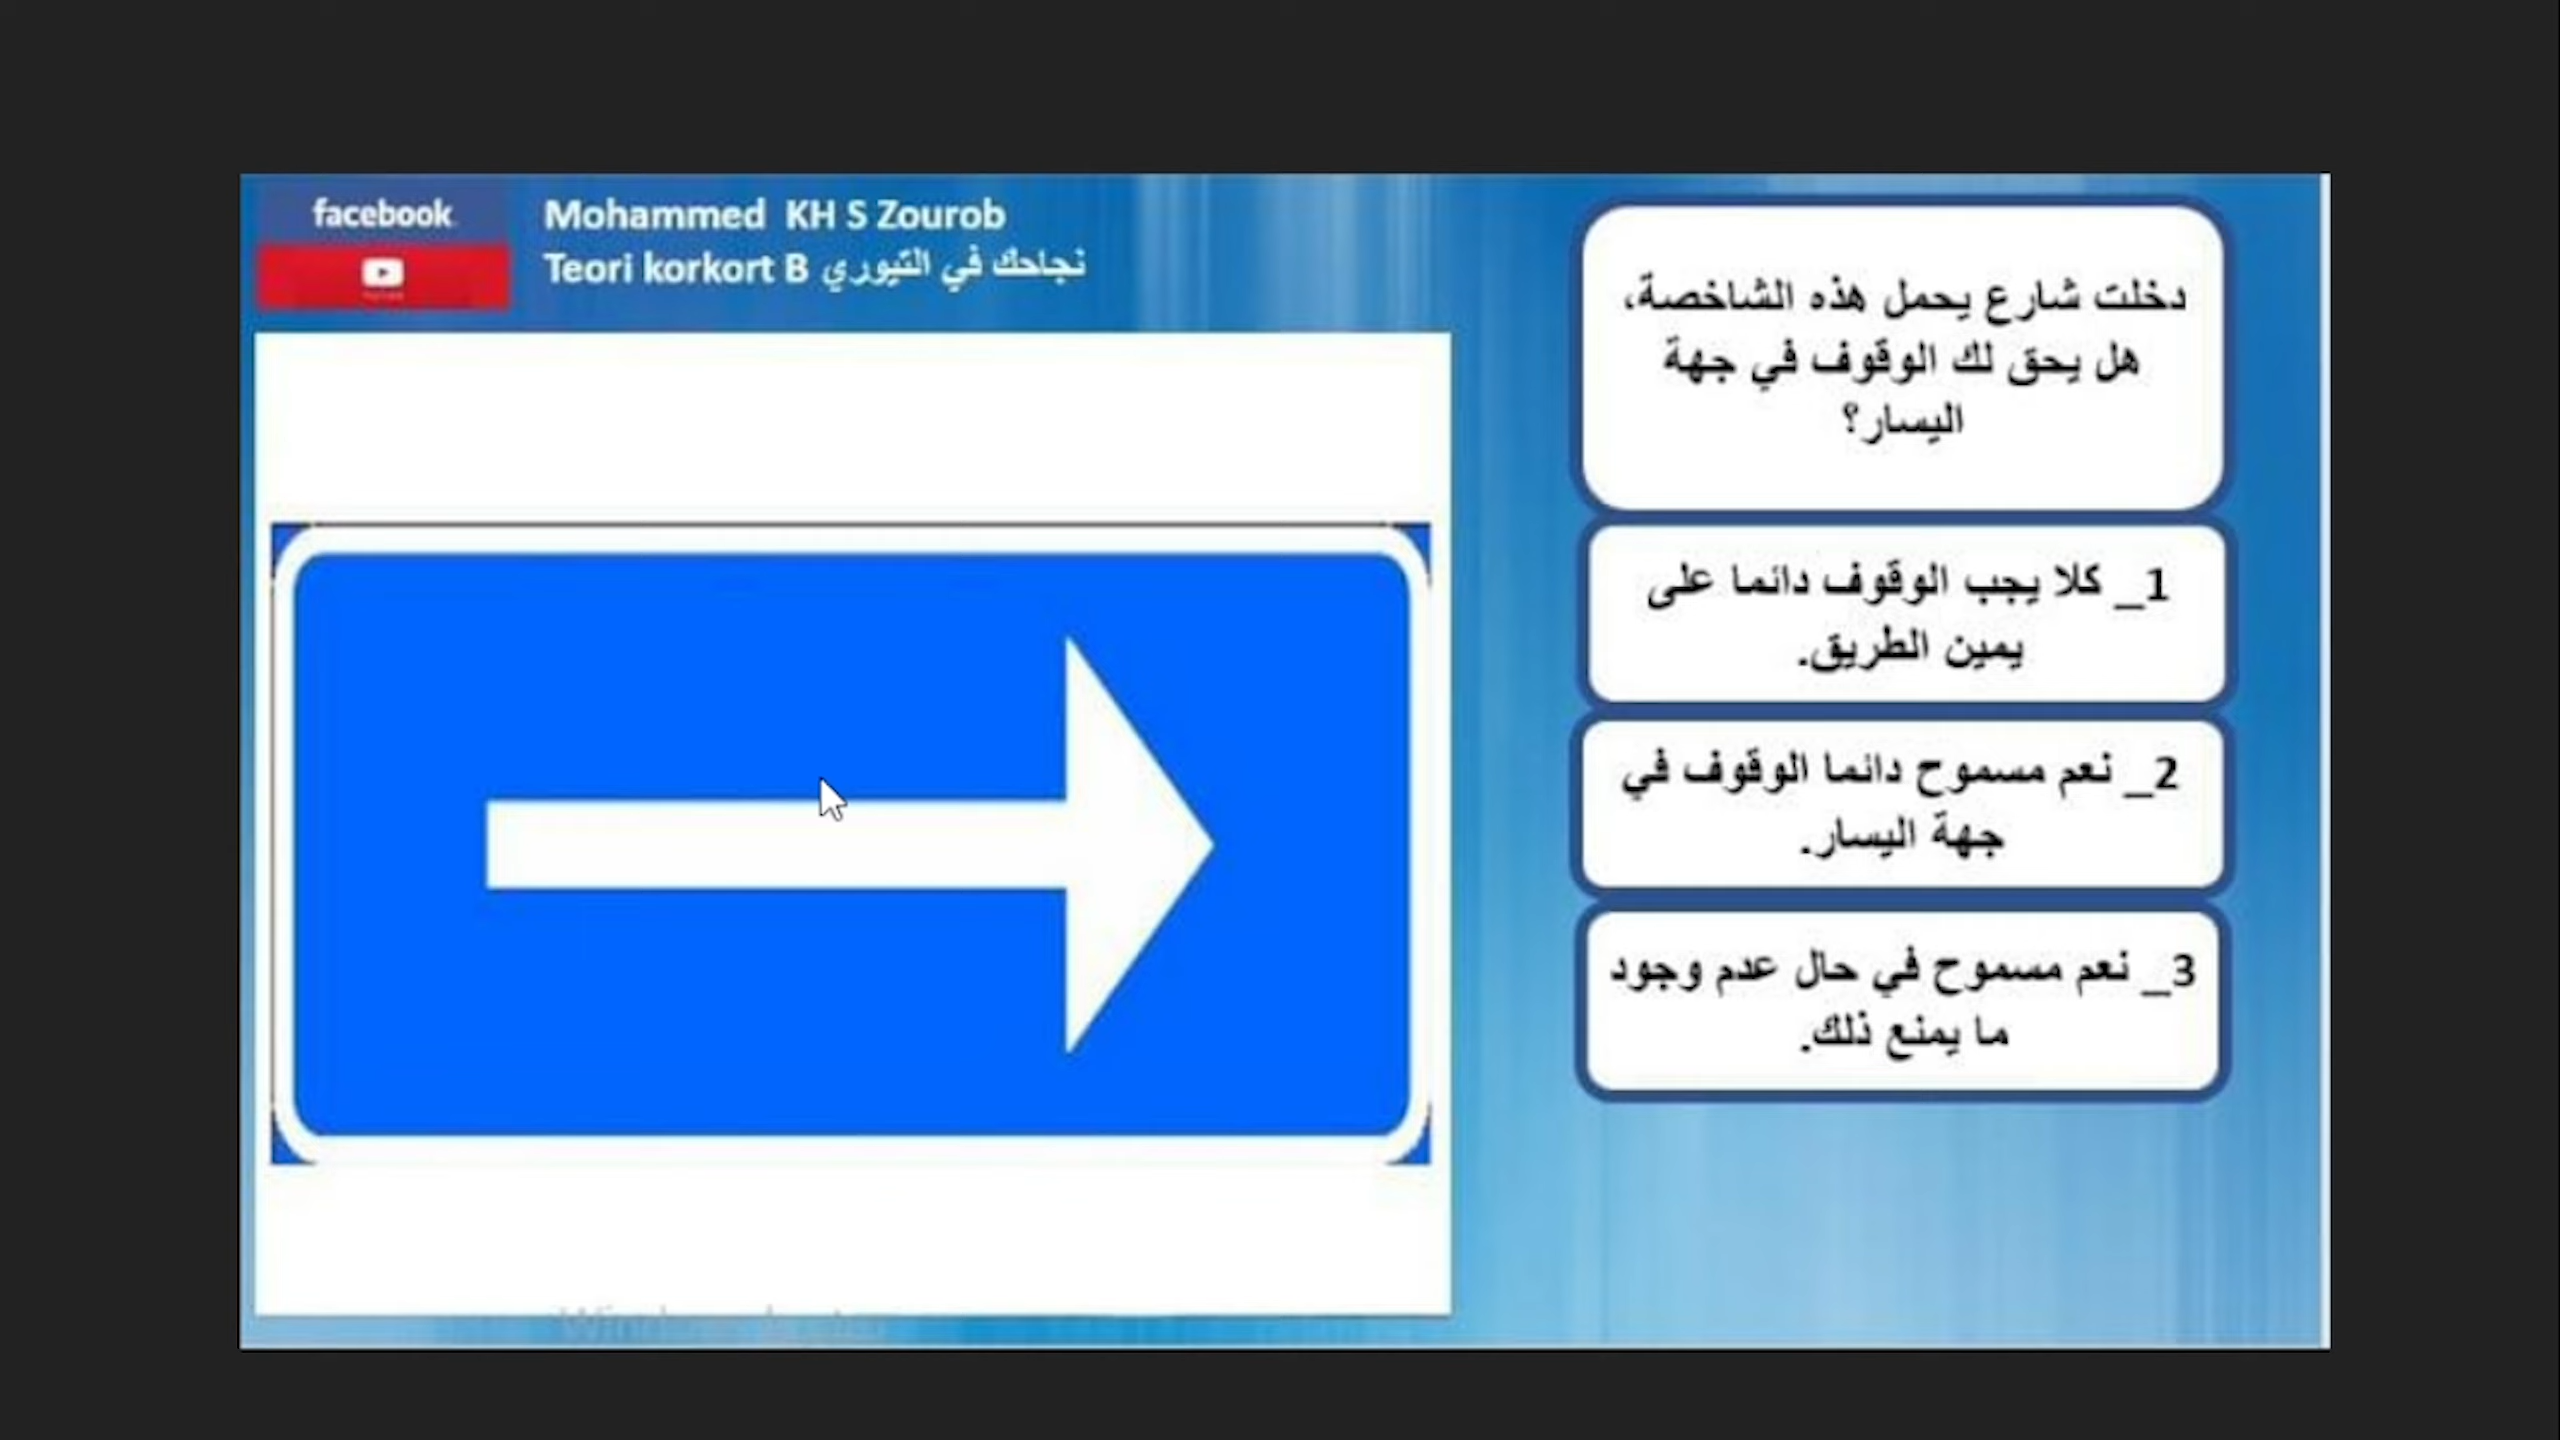 facebook
Mohammed KH S Zourob
Teori korkort B نجاحك في التيوري
دخلت شارع يحمل هذه الشاخصة،
هل يحق لك الوقوف في جهة
اليسار؟
1_ كلا يجب الوقوف دائما على
يمين الطريق.
2_ نعم مسموح دائما الوقوف في
جهة اليسار.
3_ نعم مسموح في حال عدم وجود
ما يمنع ذلك.